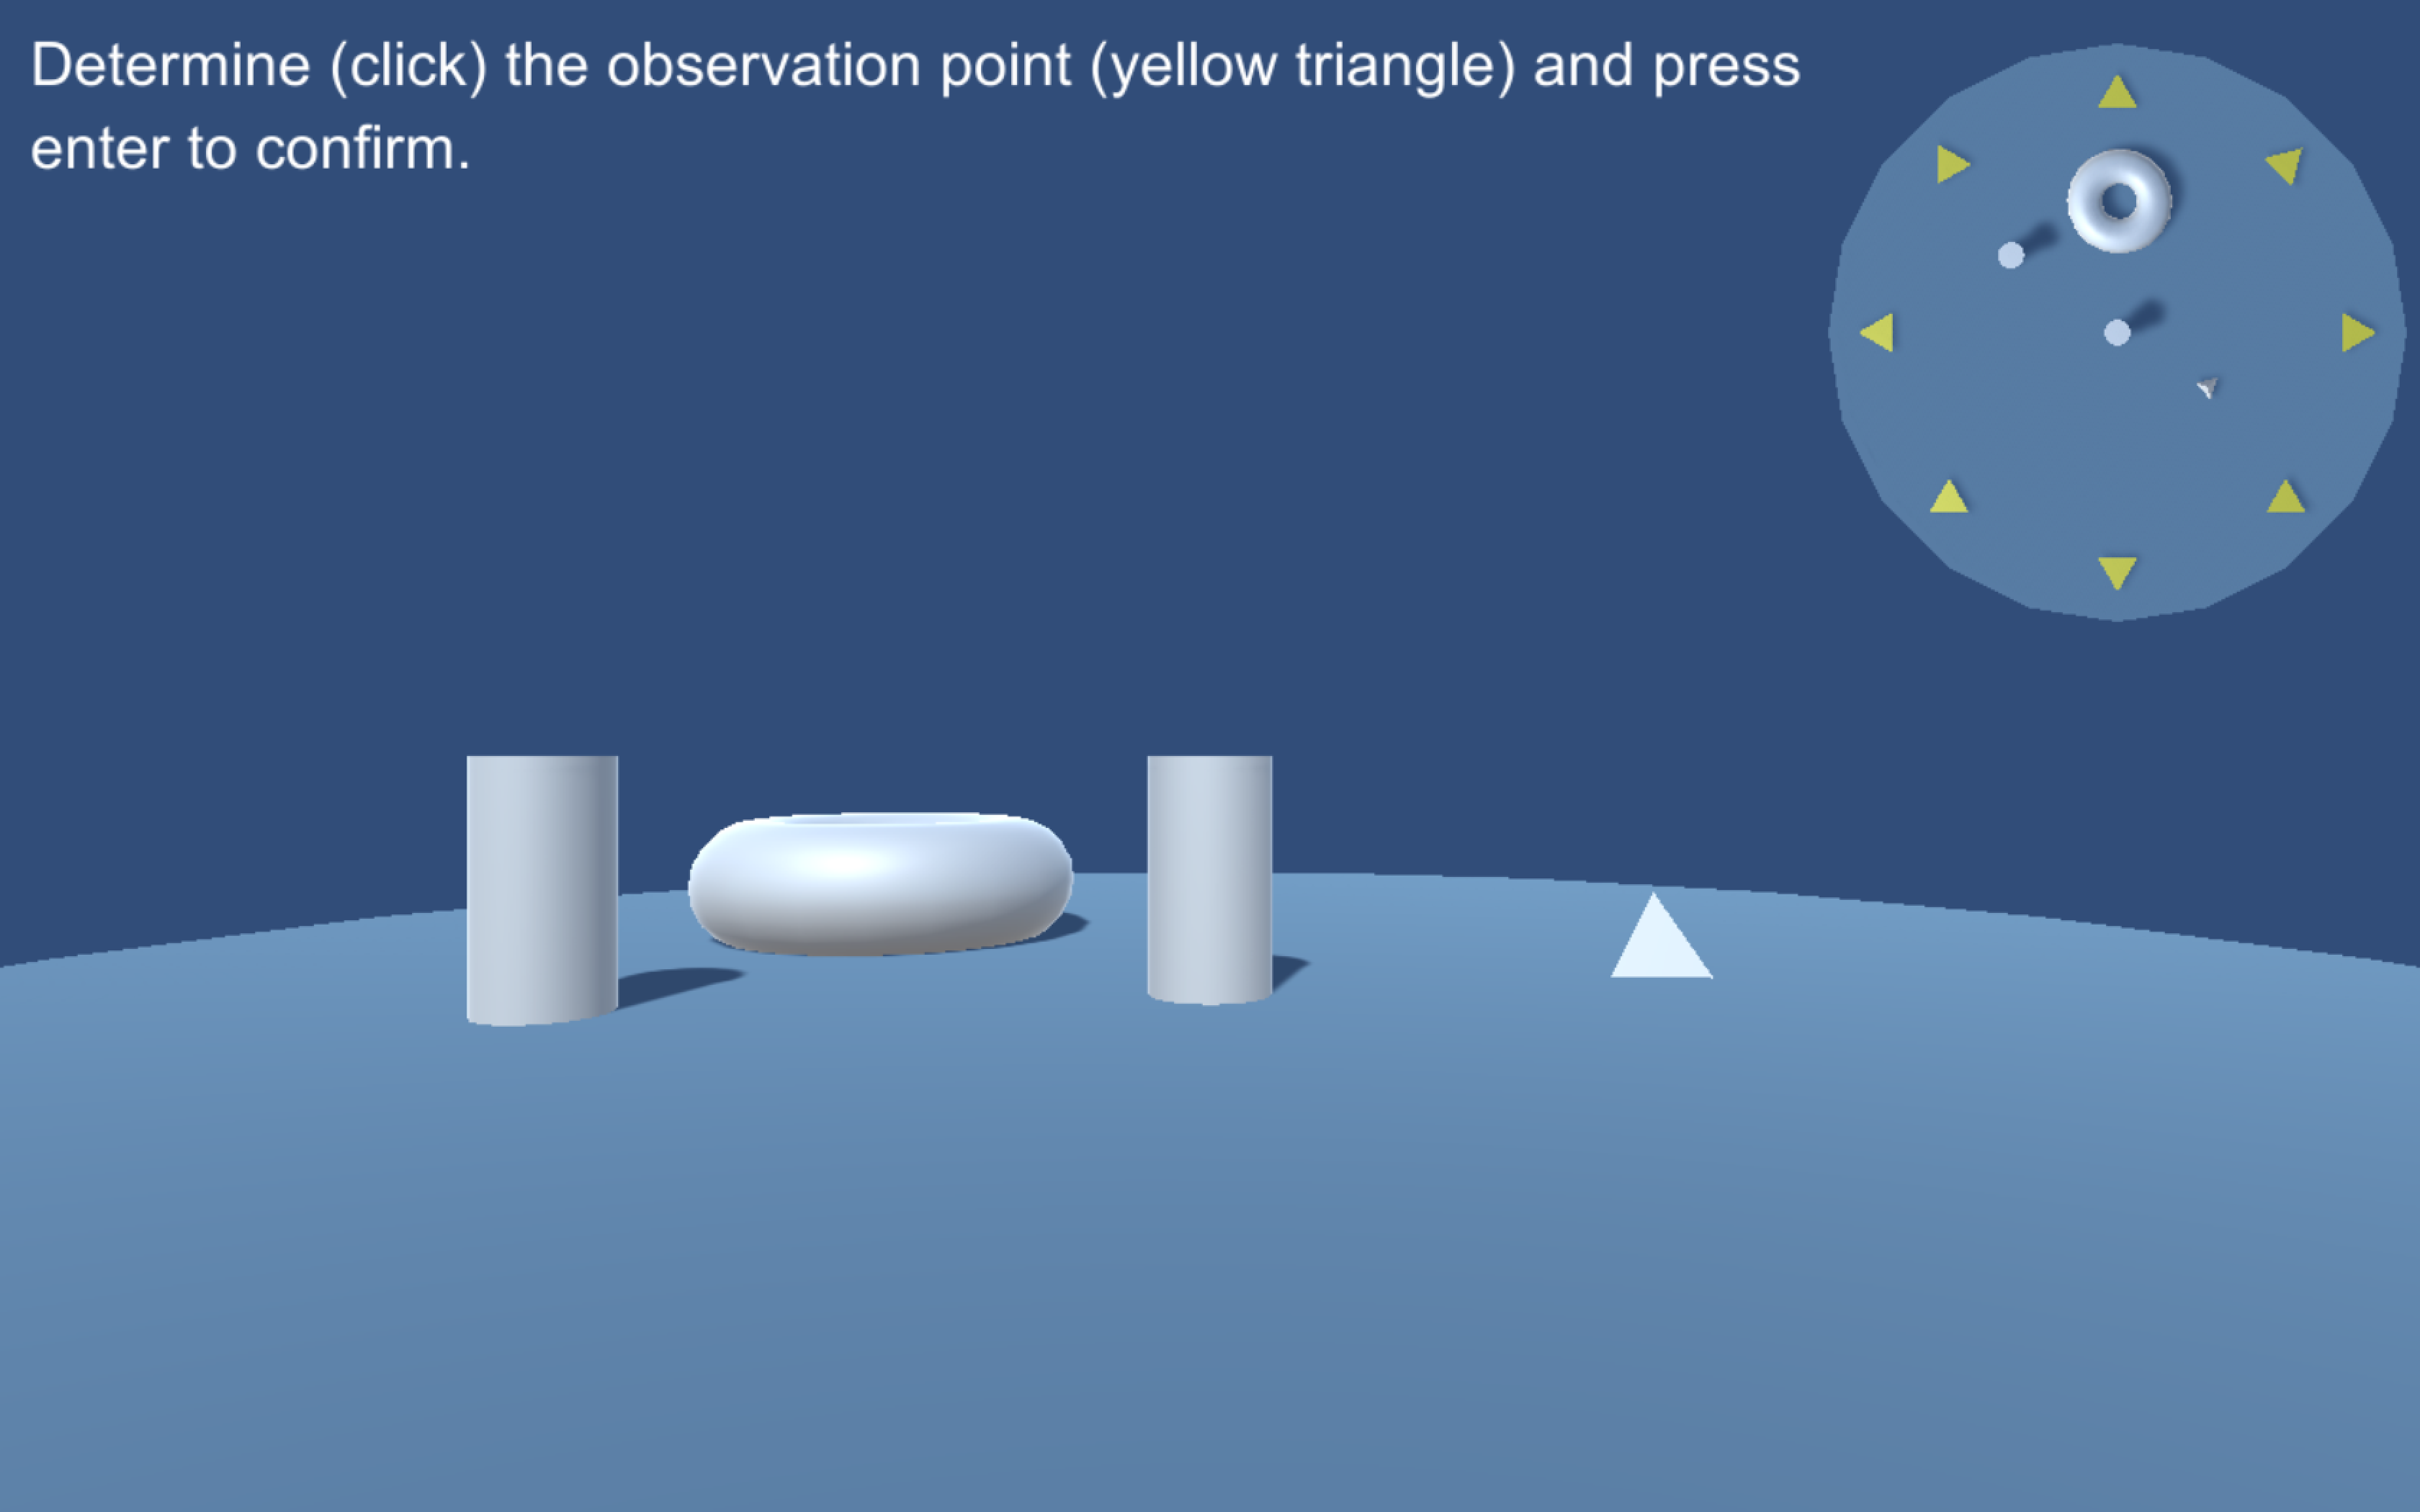 Determine (click) the observation point (yellow triangle) and press
enter to confirm.